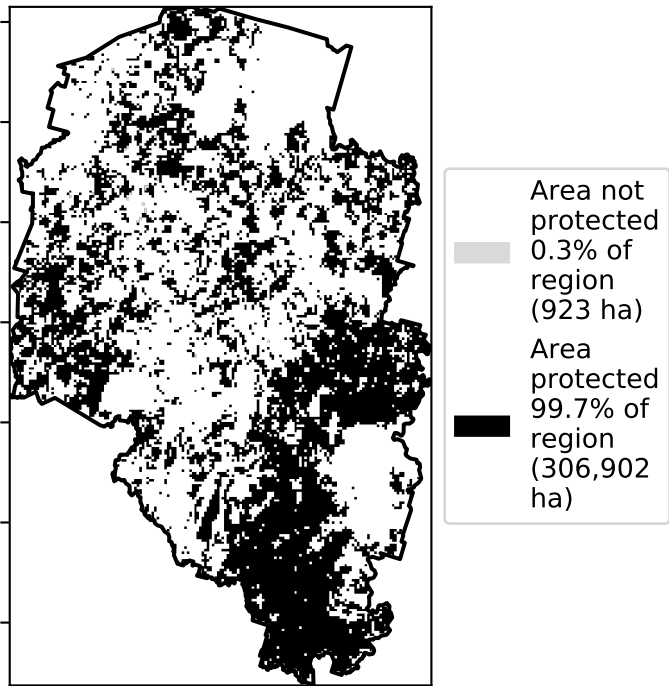 Area not
protected
0.3% of
region
(923 ha)
Area
protected
99.7% of
region
(306,902
ha)